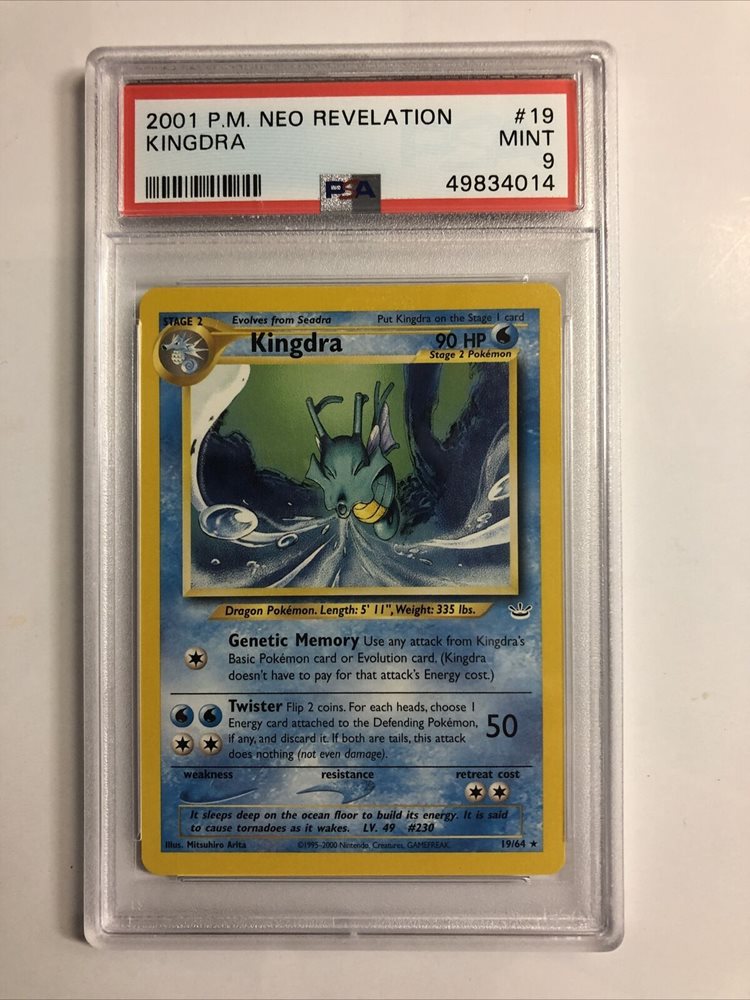 2001 P.M. NEO REVELATION #19
KINGDRA MINT
9
PSA 49834014
STAGE 2 Evolves from Seadra Put Kingdra on the Stage 1 card
Kingdra 90 HP
Stage 2 Pokémon
Dragon Pokémon. Length: 5' 11", Weight: 335 lbs.
Genetic Memory Use any attack from Kingdra's
Basic Pokémon card or Evolution card. (Kingdra
doesn't have to pay for that attack's Energy cost.)
Twister Flip 2 coins. For each heads, choose 1
Energy card attached to the Defending Pokémon, 50
if any, and discard it. If both are tails, this attack
does nothing (not even damage).
weakness resistance retreat cost
It sleeps deep on the ocean floor to build its energy. It is said
to cause tornadoes as it wakes. LV. 49 #230
Illus. Mitsuhiro Arita ©1995-2000 Nintendo, Creatures, GAMEFREAK. 19/64 ★